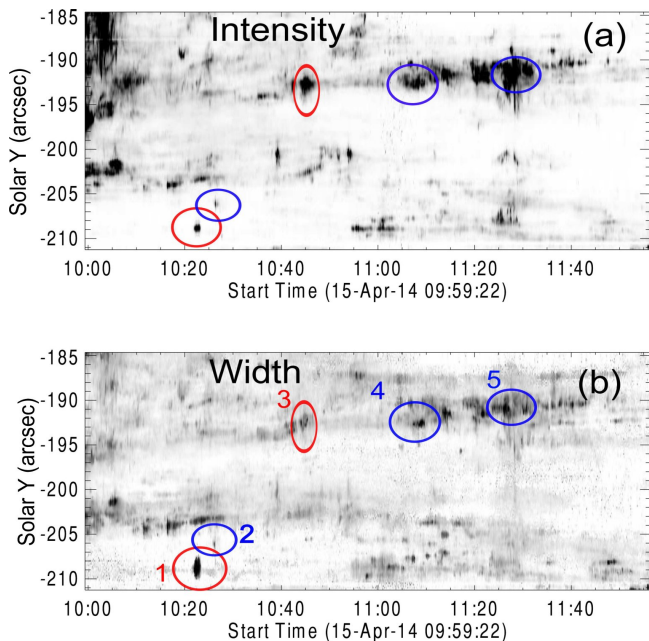 Intensity
(a)
-185
-190
-195
-200
-205
-210
Solar Y (arcsec)
10:00 10:20 10:40 11:00 11:20 11:40
Start Time (15-Apr-14 09:59:22)
Width
(b)
-185
-190
-195
-200
-205
-210
Solar Y (arcsec)
3 4 5
2
1
10:00 10:20 10:40 11:00 11:20 11:40
Start Time (15-Apr-14 09:59:22)